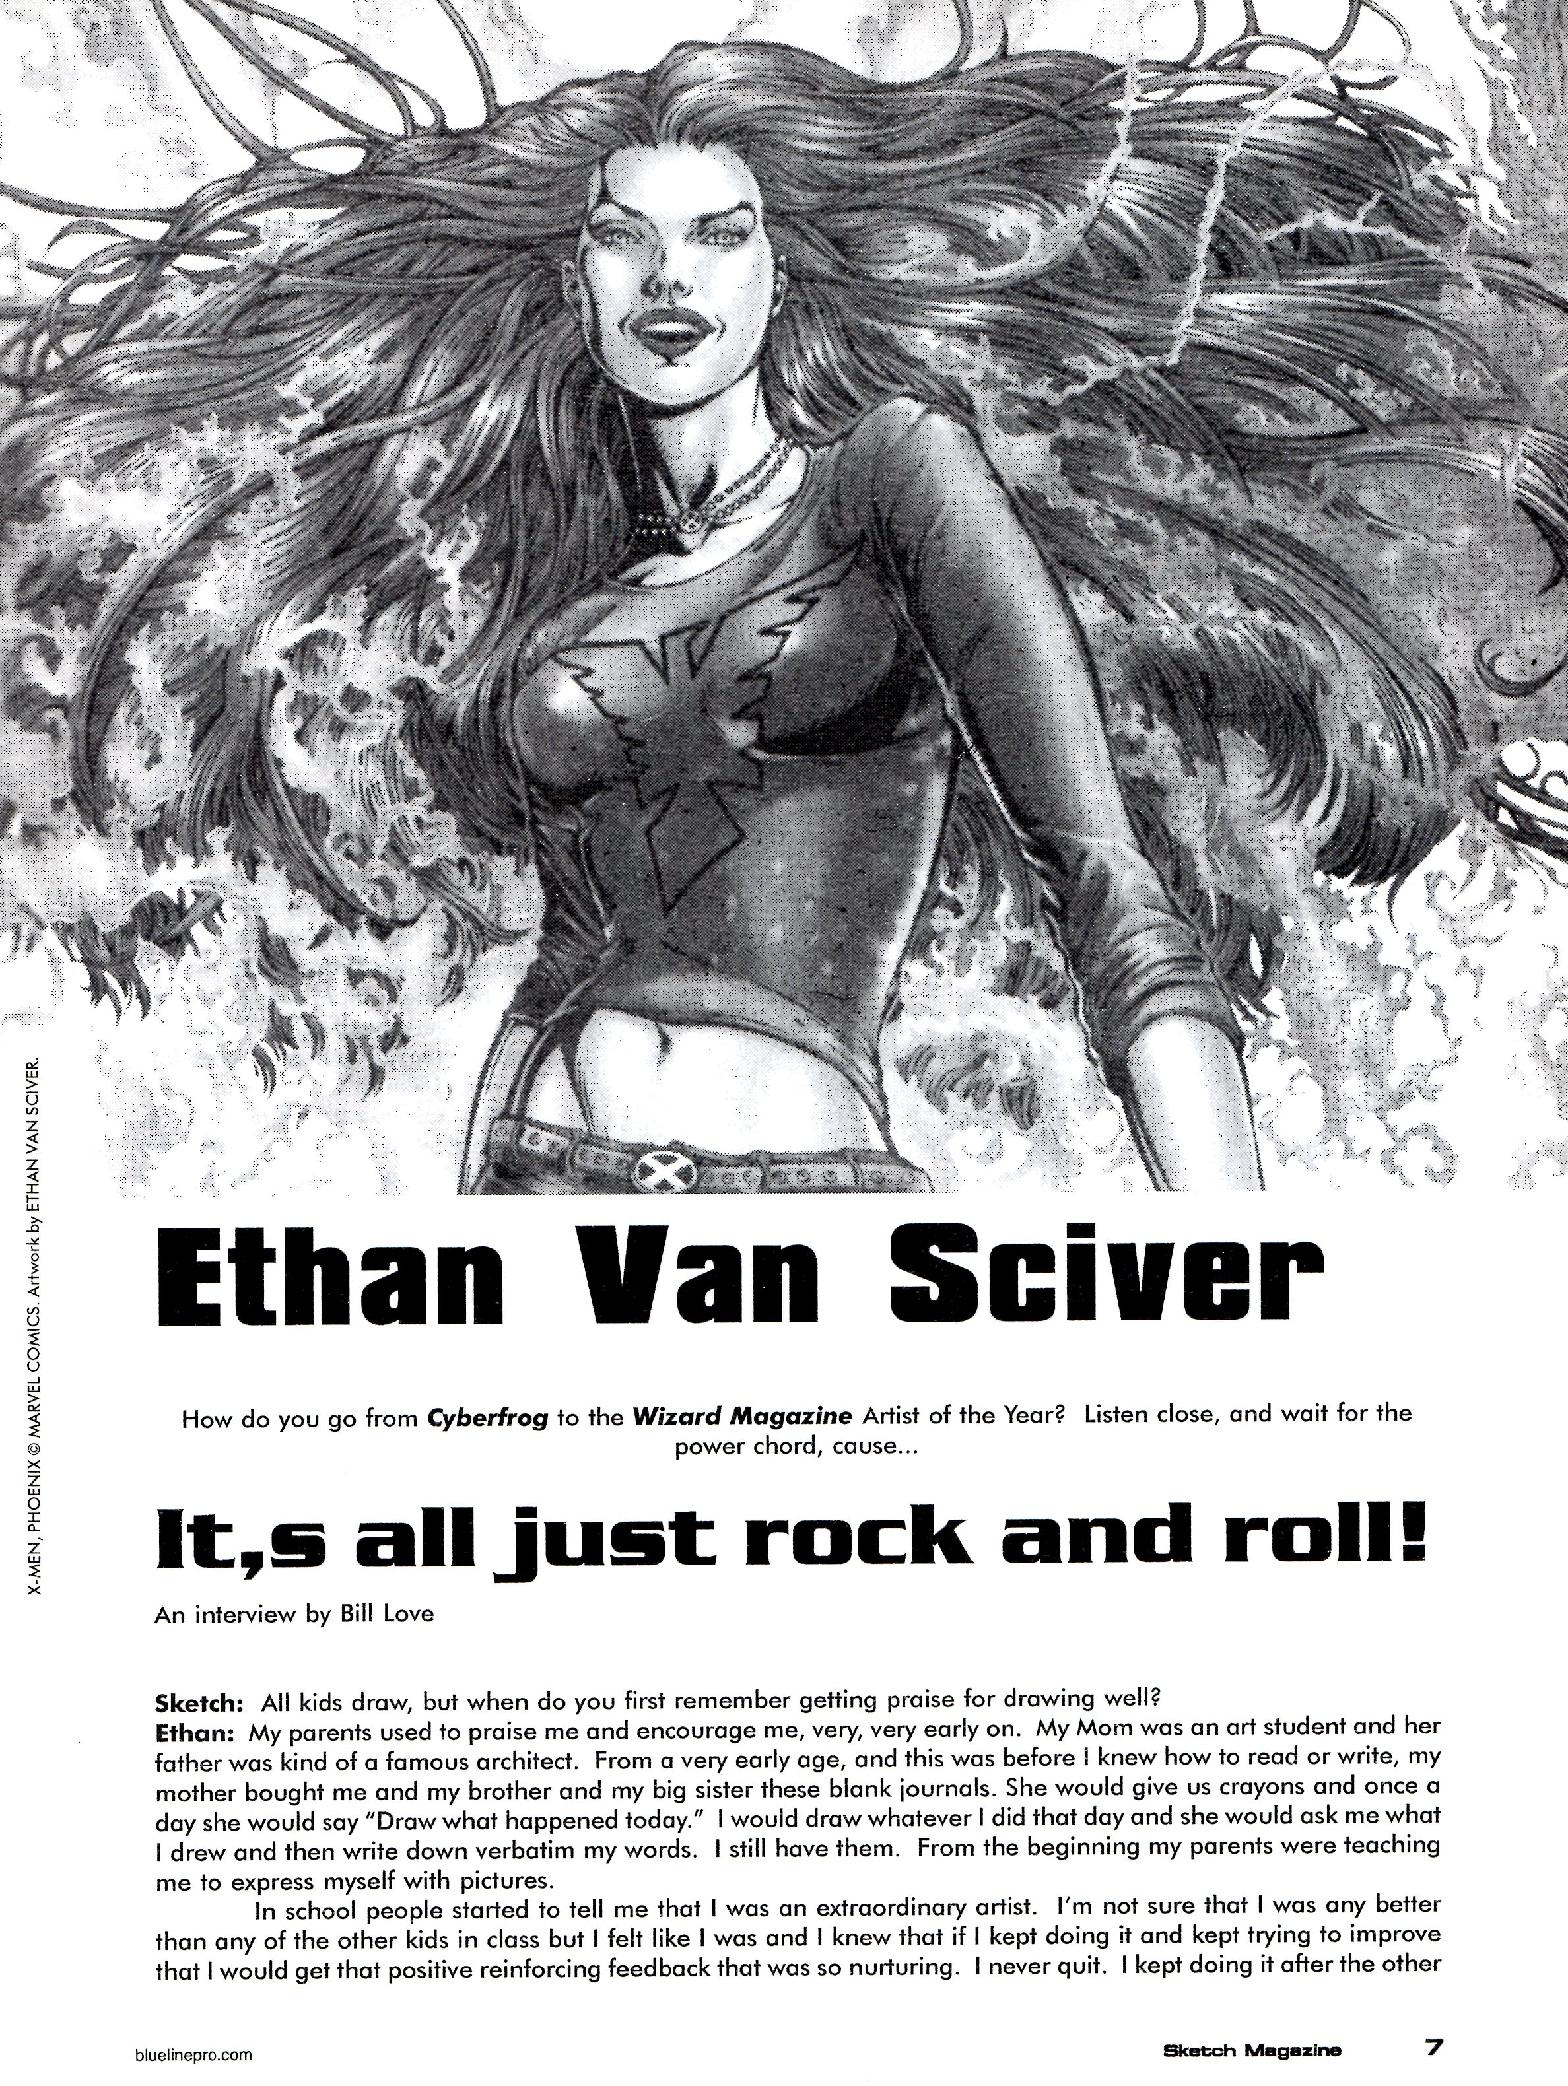 X-MEN, PHOENIX © MARVEL COMICS. Artwork by ETHAN VAN SCIVER.
Ethan Van Sciver
How do you go from Cyberfrog to the Wizard Magazine Artist of the Year? Listen close, and wait for the
power chord, cause...
It,s all just rock and roll!
An interview by Bill Love
Sketch: All kids draw, but when do you first remember getting praise for drawing well?
Ethan: My parents used to praise me and encourage me, very, very early on. My Mom was an art student and her
father was kind of a famous architect. From a very early age, and this was before I knew how to read or write, my
mother bought me and my brother and my big sister these blank journals. She would give us crayons and once a
day she would say "Draw what happened today." I would draw whatever I did that day and she would ask me what
I drew and then write down verbatim my words. I still have them. From the beginning my parents were teaching
me to express myself with pictures.
In school people started to tell me that I was an extraordinary artist. I'm not sure that I was any better
than any of the other kids in class but I felt like I was and I knew that if I kept doing it and kept trying to improve
that I would get that positive reinforcing feedback that was so nurturing. I never quit. I kept doing it after the other
bluelinepro.com
Sketch Magazine 7